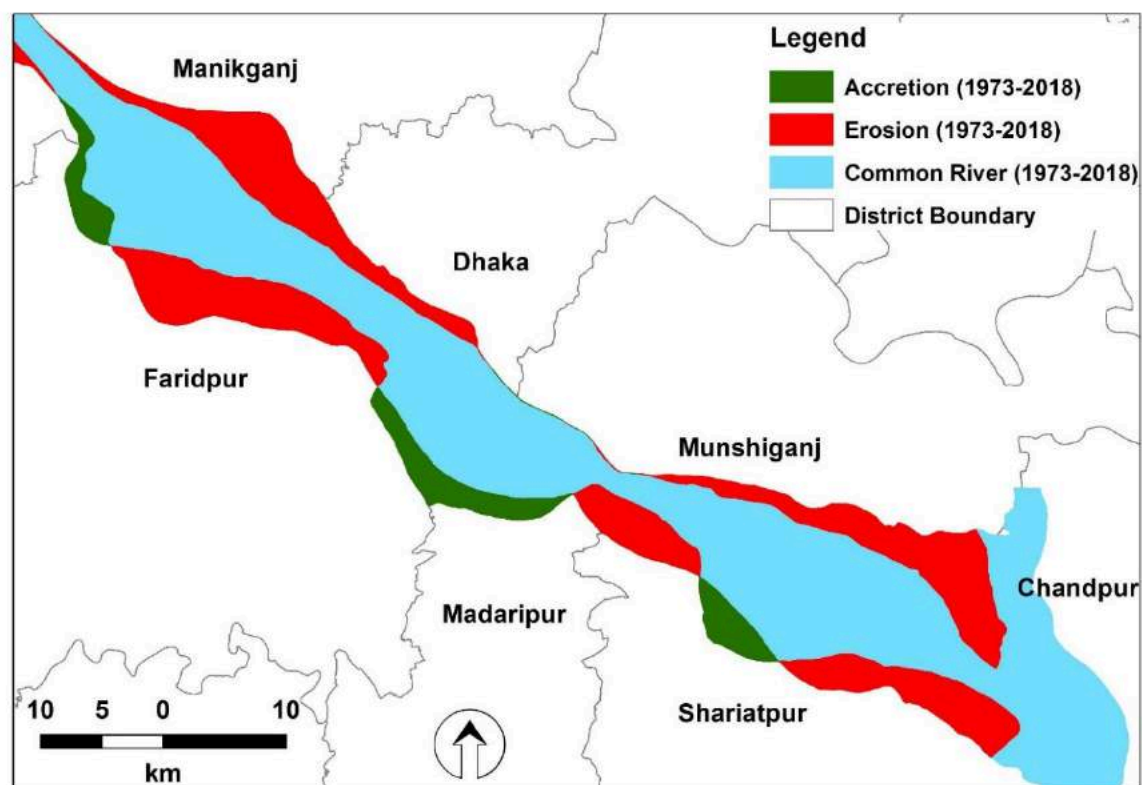 Legend
Accretion (1973-2018)
Erosion (1973-2018)
Common River (1973-2018)
District Boundary
Manikganj
Dhaka
Faridpur
Munshiganj
Chandpur
Madaripur
Shariatpur
10 5 0 10
km